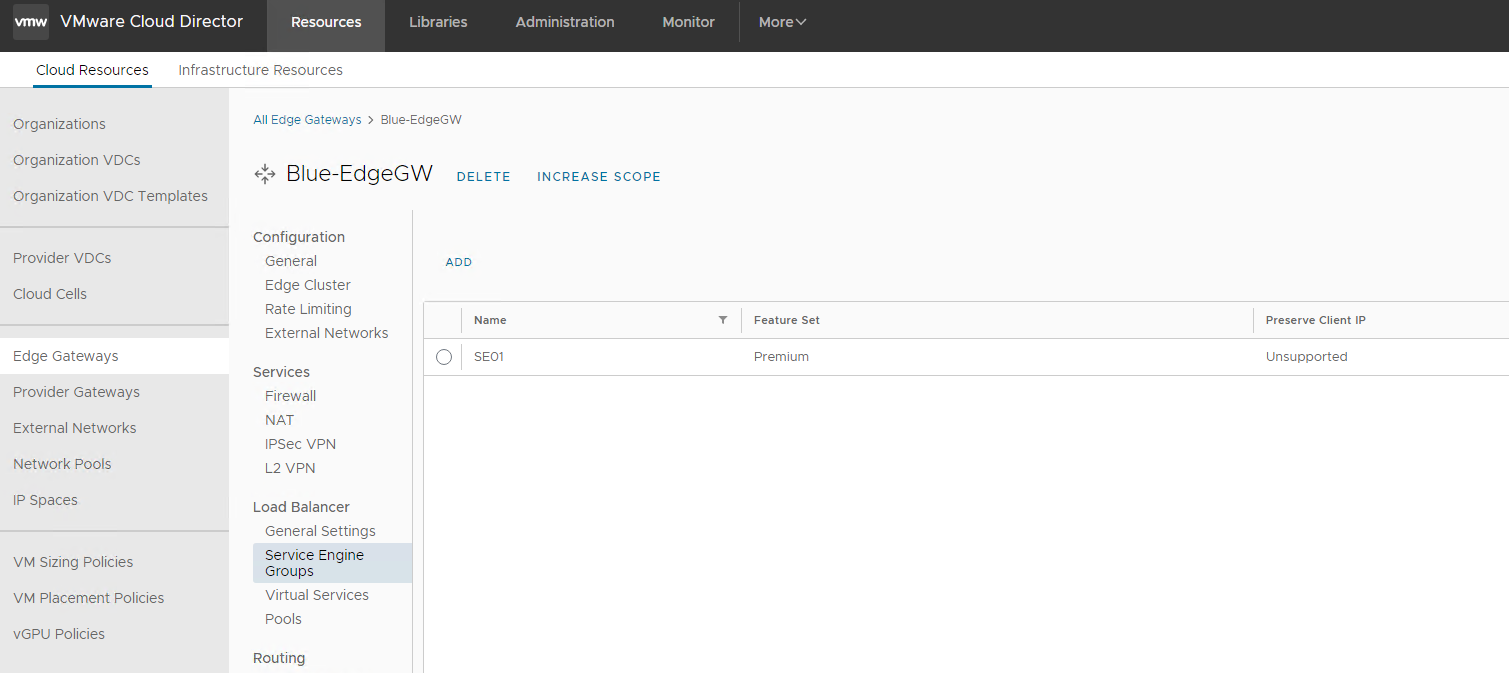 vmw VMware Cloud Director Resources Libraries Administration Monitor More
Cloud Resources Infrastructure Resources
Organizations
Organization VDCs
Organization VDC Templates
Provider VDCs
Cloud Cells
Edge Gateways
Provider Gateways
External Networks
Network Pools
IP Spaces
VM Sizing Policies
VM Placement Policies
vGPU Policies
All Edge Gateways > Blue-EdgeGW
Blue-EdgeGW DELETE INCREASE SCOPE
Configuration
General
Edge Cluster
Rate Limiting
External Networks
Services
Firewall
NAT
IPSec VPN
L2 VPN
Load Balancer
General Settings
Service Engine
Groups
Virtual Services
Pools
Routing
ADD
Name Feature Set Preserve Client IP
SE01 Premium Unsupported